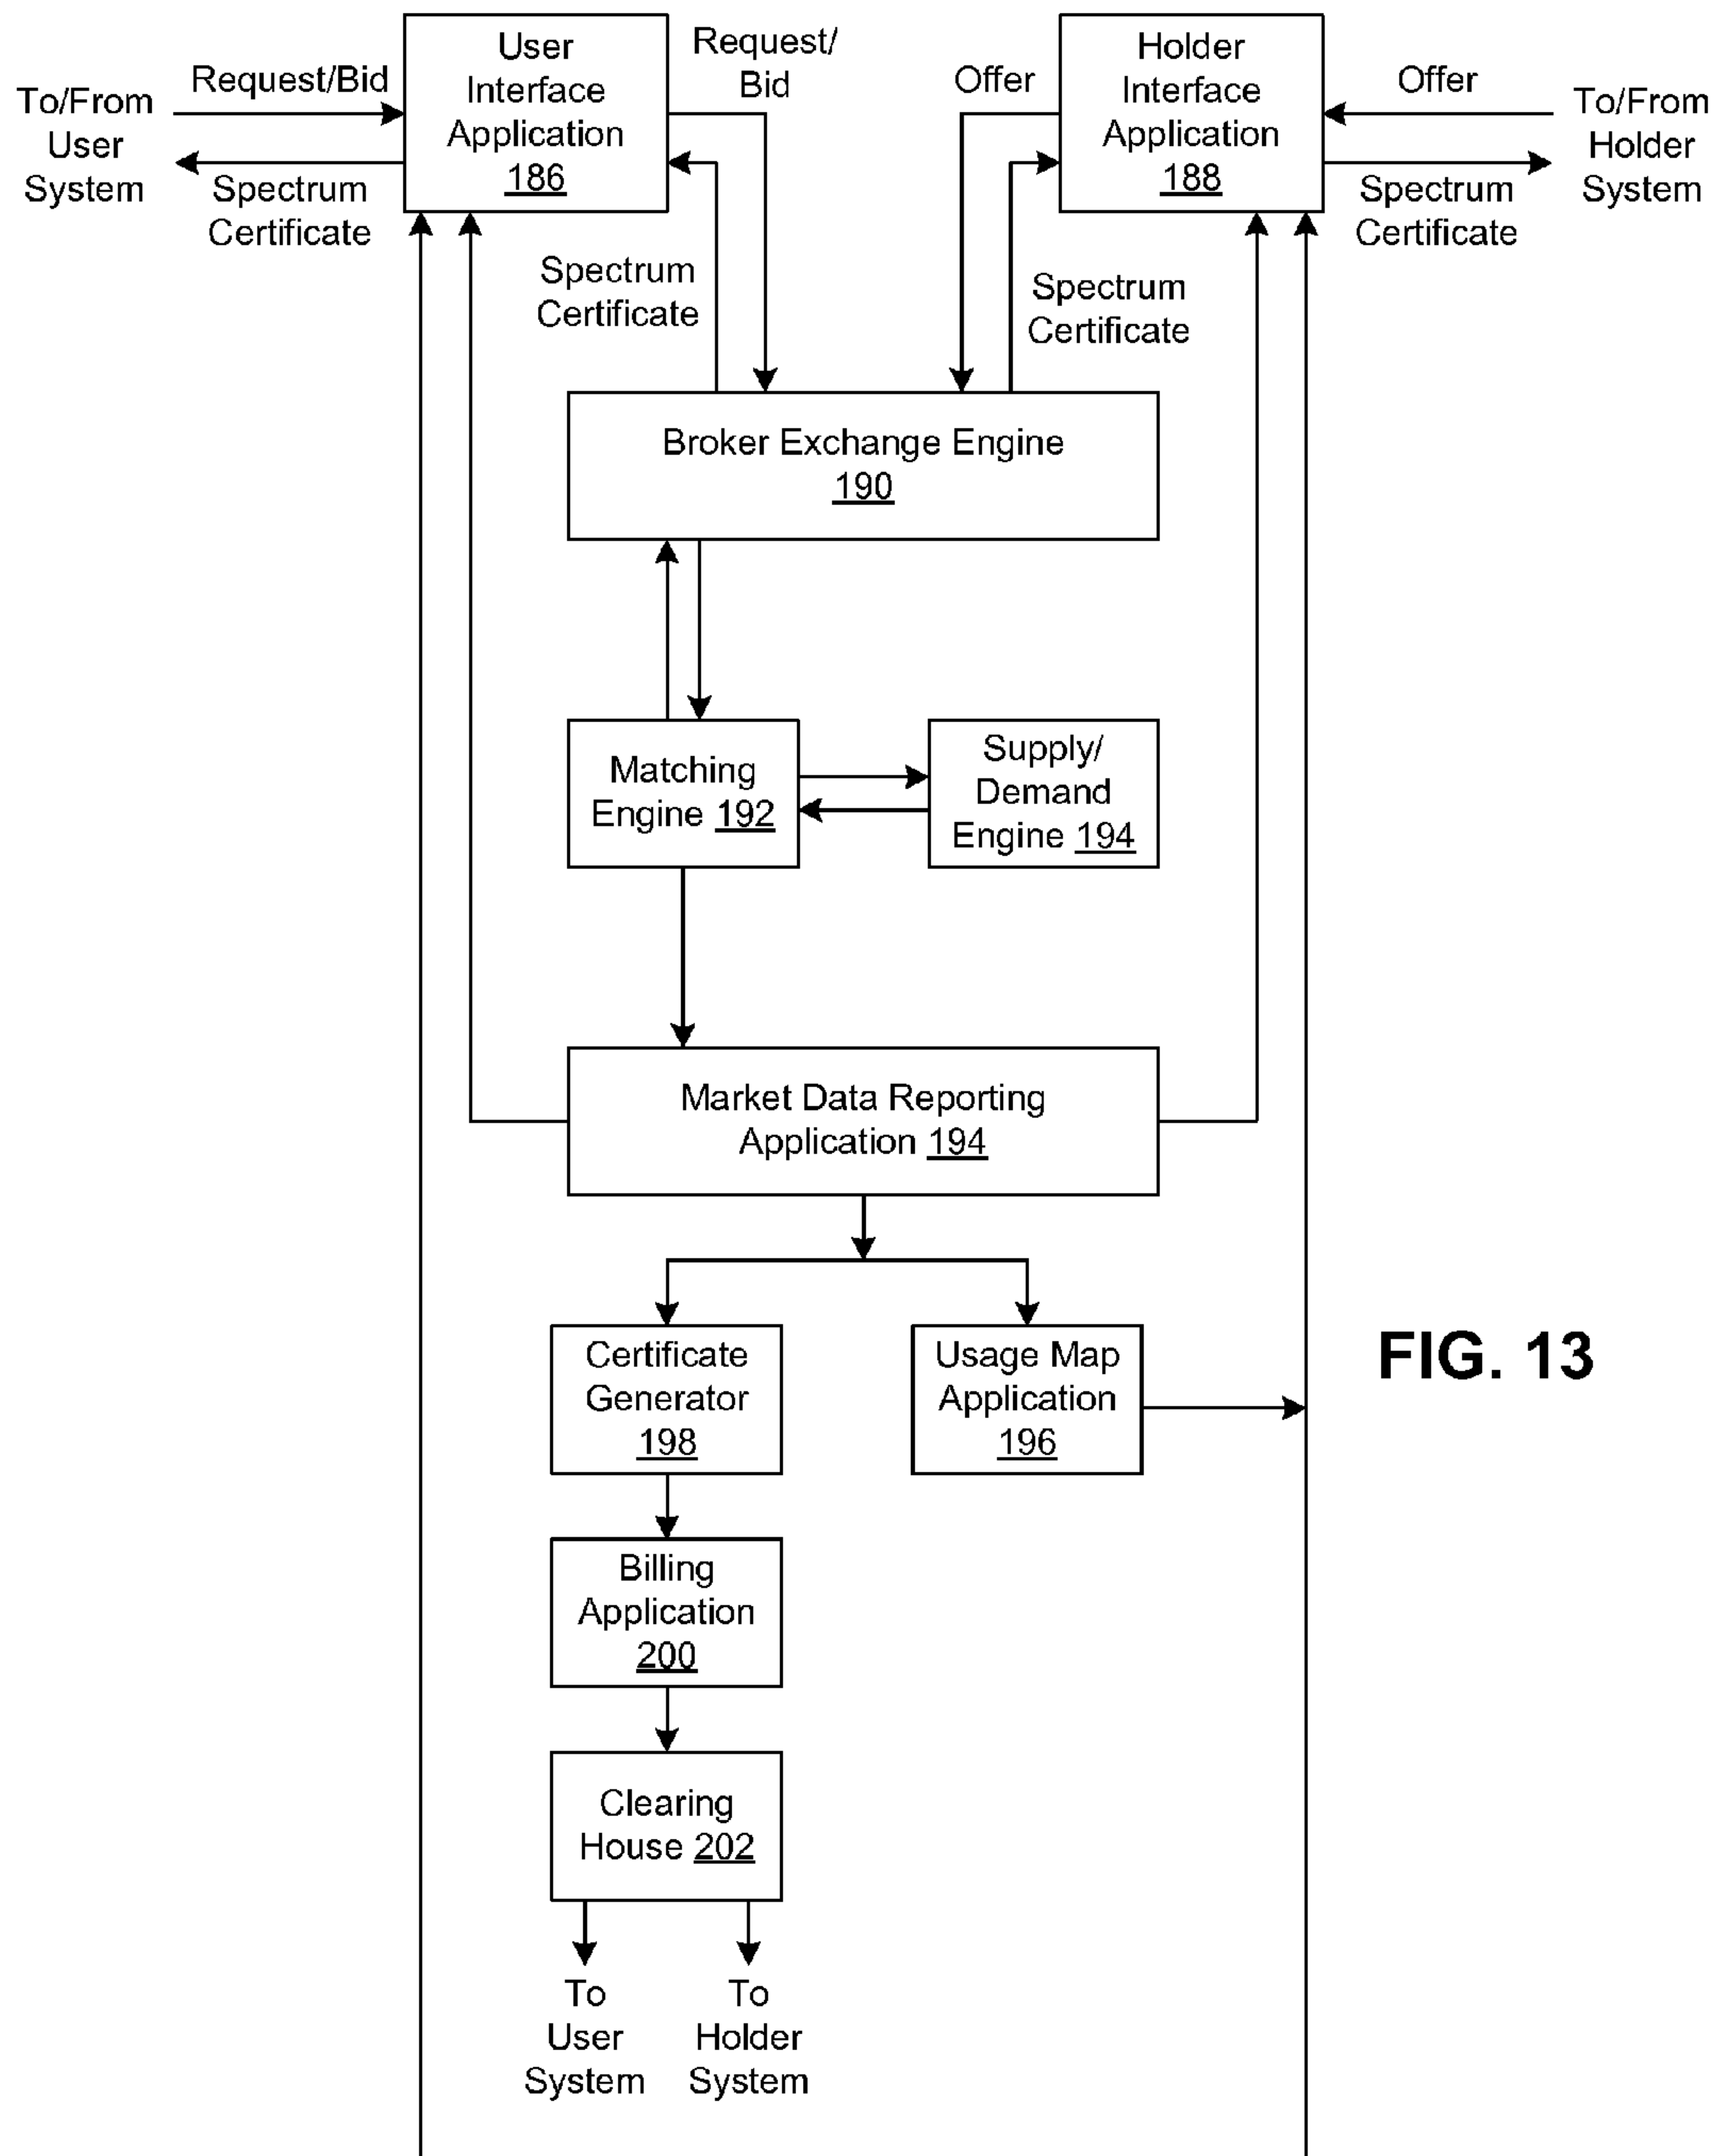 To/From
User
System
Request/Bid
Spectrum
Certificate
User
Interface
Application
186
Request/
Bid
Spectrum
Certificate
Offer
Holder
Interface
Application
188
Spectrum
Certificate
Offer
Spectrum
Certificate
To/From
Holder
System
Broker Exchange Engine
190
Matching
Engine 192
Supply/
Demand
Engine 194
Market Data Reporting
Application 194
Certificate
Generator
198
Usage Map
Application
196
FIG. 13
Billing
Application
200
Clearing
House 202
To
User
System
To
Holder
System